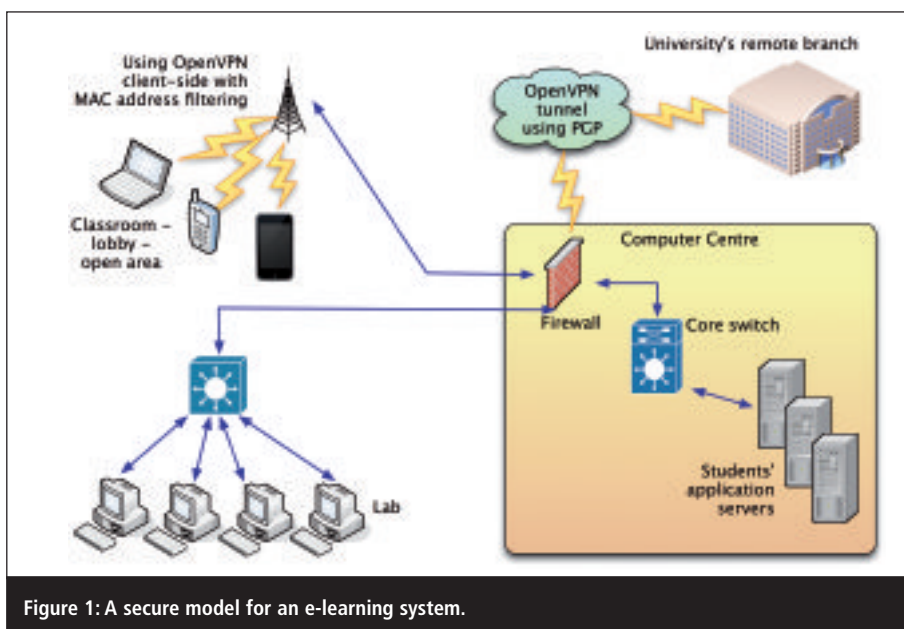 Using OpenVPN
client-side with
MAC address filtering
University's remote branch
OpenVPN
tunnel
using PGP
Classroom –
lobby –
open area
Computer Centre
Firewall
Core switch
Students'
application
servers
Lab
Figure 1: A secure model for an e-learning system.